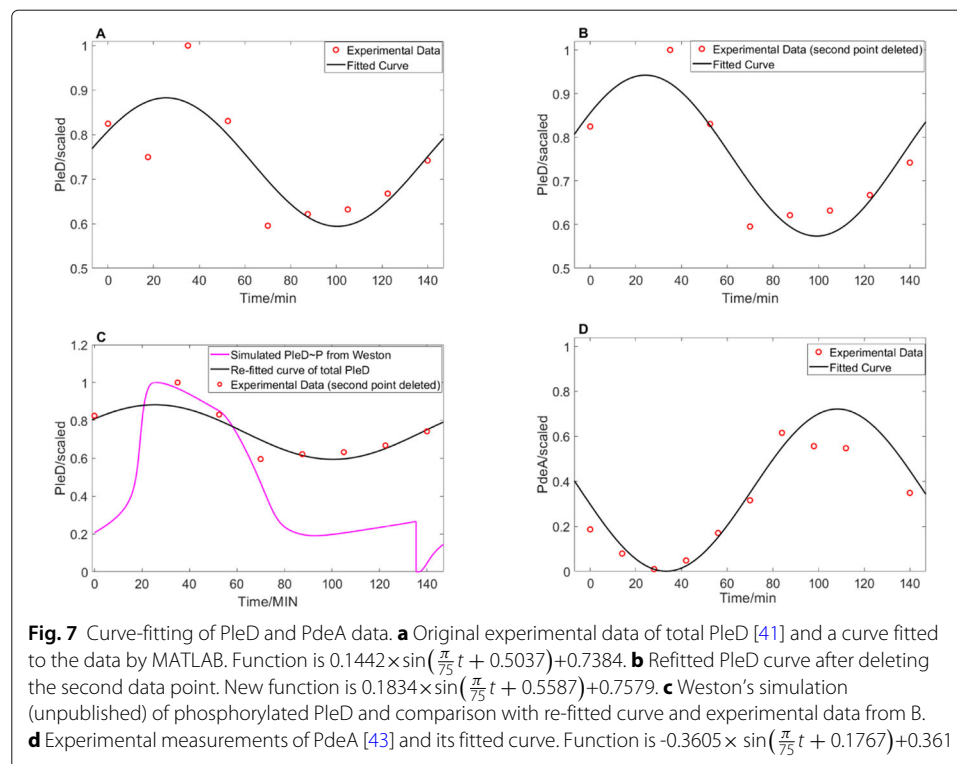 A
Experimental Data
Fitted Curve
PleD/scaled
1
0.9
0.8
0.7
0.6
0.5
0 20 40 60 80 100 120 140
Time/min
B
Experimental Data (second point deleted)
Fitted Curve
PleD/sacaled
1
0.9
0.8
0.7
0.6
0.5
0 20 40 60 80 100 120 140
Time/min
C
Simulated PleD~P from Weston
Re-fitted curve of total PleD
Experimental Data (second point deleted)
PleD/scaled
1.2
1
0.8
0.6
0.4
0.2
0
0 20 40 60 80 100 120 140
Time/MIN
D
Experimental Data
Fitted Curve
PdeA/scaled
1
0.8
0.6
0.4
0.2
0
0 20 40 60 80 100 120 140
Time/min
Fig. 7 Curve-fitting of PleD and PdeA data. a Original experimental data of total PleD [41] and a curve fitted
to the data by MATLAB. Function is 0.1442×sin(π/75 t + 0.5037)+0.7384. b Refitted PleD curve after deleting
the second data point. New function is 0.1834×sin(π/75 t + 0.5587)+0.7579. c Weston's simulation
(unpublished) of phosphorylated PleD and comparison with re-fitted curve and experimental data from B.
d Experimental measurements of PdeA [43] and its fitted curve. Function is -0.3605× sin(π/75 t + 0.1767)+0.361